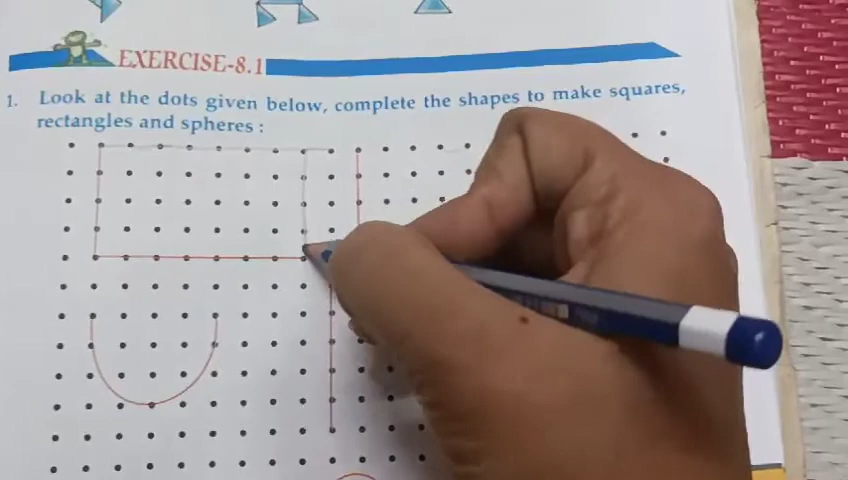 EXERCISE-8.1
1. Look at the dots given below, complete the shapes to make squares,
rectangles and spheres :